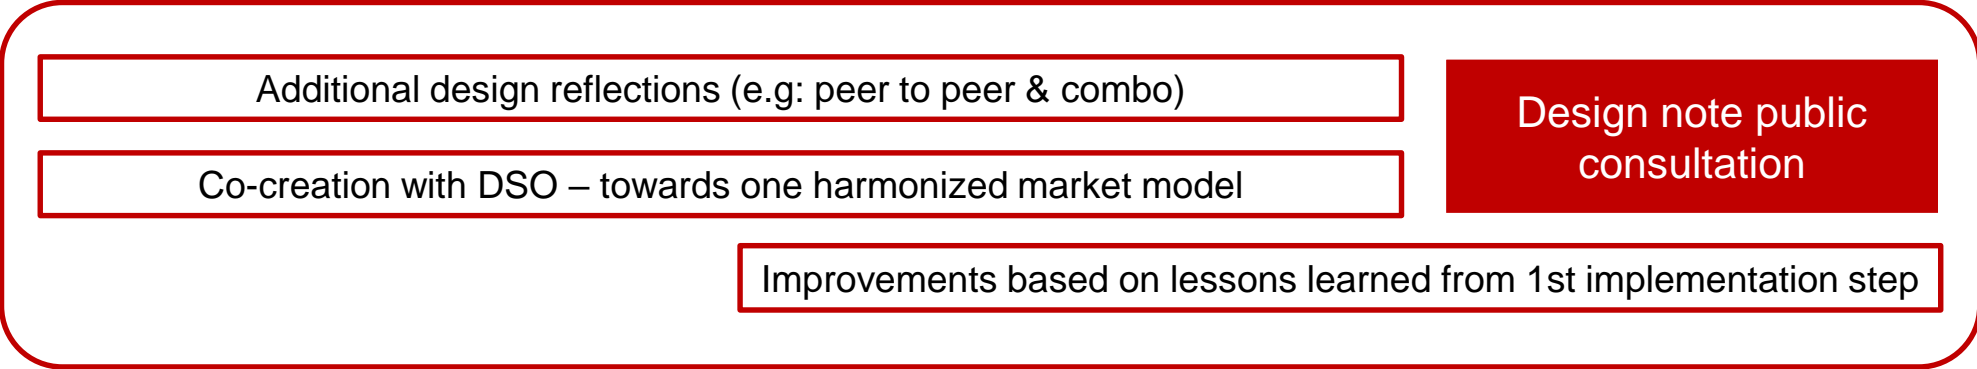 Additional design reflections (e.g: peer to peer & combo)
Co-creation with DSO – towards one harmonized market model
Design note public
consultation
Improvements based on lessons learned from 1st implementation step